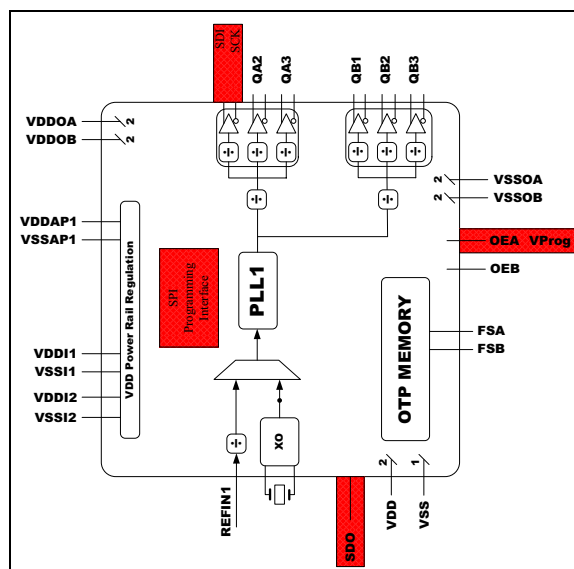 SDI
SCK
QA2
QA3
QB1
QB2
QB3
VDDOA
2
VDDOB
2
2
VSSOA
2
VSSOB
VDDAP1
VSSAP1
VDD Power Rail Regulation
SPI
Programming
Interface
÷
÷
÷
÷
÷
÷
÷
÷
PLL1
OEA VProg
OEB
OTP MEMORY
FSA
FSB
VDDI1
VSSI1
VDDI2
VSSI2
÷
XO
REFIN1
2
VDD
1
VSS
SDO